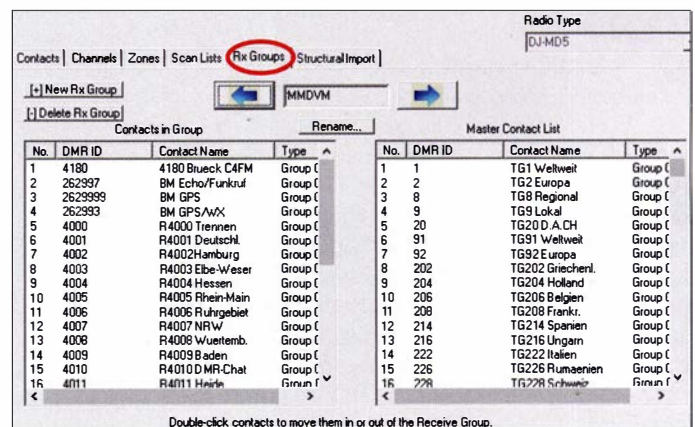 Radio Type
DJ-MD5
Contacts | Channels | Zones | Scan Lists | Rx Groups | Structural Import |
[+] New Rx Group
MMDVM
[-] Delete Rx Group
Contacts in Group
Rename...
Master Contact List
No. DMR ID Contact Name Type
1 4180 4180 Brueck C4FM Group C
2 262997 BM Echo/Funkruf Group C
3 2629999 BM GPS Group C
4 262993 BM GPS/WX Group C
5 4000 R4000 Trennen Group C
6 4001 R4001 Deutschl. Group C
7 4002 R4002Hamburg Group C
8 4003 R4003 Elbe-Weser Group C
9 4004 R4004 Hessen Group C
10 4005 R4005 Rhein-Main Group C
11 4006 R4006 Ruhrgebiet Group C
12 4007 R4007 NRW Group C
13 4008 R4008 Wuertemb. Group C
14 4009 R4009 Baden Group C
15 4010 R4010 DMR-Chat Group C
16 4011 R4011 Heide Group C
No. DMR ID Contact Name Type
1 1 TG1 Weltweit Group C
2 2 TG2 Europa Group C
3 8 TG8 Regional Group C
4 9 TG9 Lokal Group C
5 20 TG20 D.A.CH Group C
6 91 TG91 Weltweit Group C
7 92 TG92 Europa Group C
8 202 TG202 Griechenl. Group C
9 204 TG204 Holland Group C
10 206 TG206 Belgien Group C
11 208 TG208 Frankr. Group C
12 214 TG214 Spanien Group C
13 216 TG216 Ungarn Group C
14 222 TG222 Italien Group C
15 226 TG226 Rumaenien Group C
16 228 TG228 Schweiz Group C
Double-click contacts to move them in or out of the Receive Group.